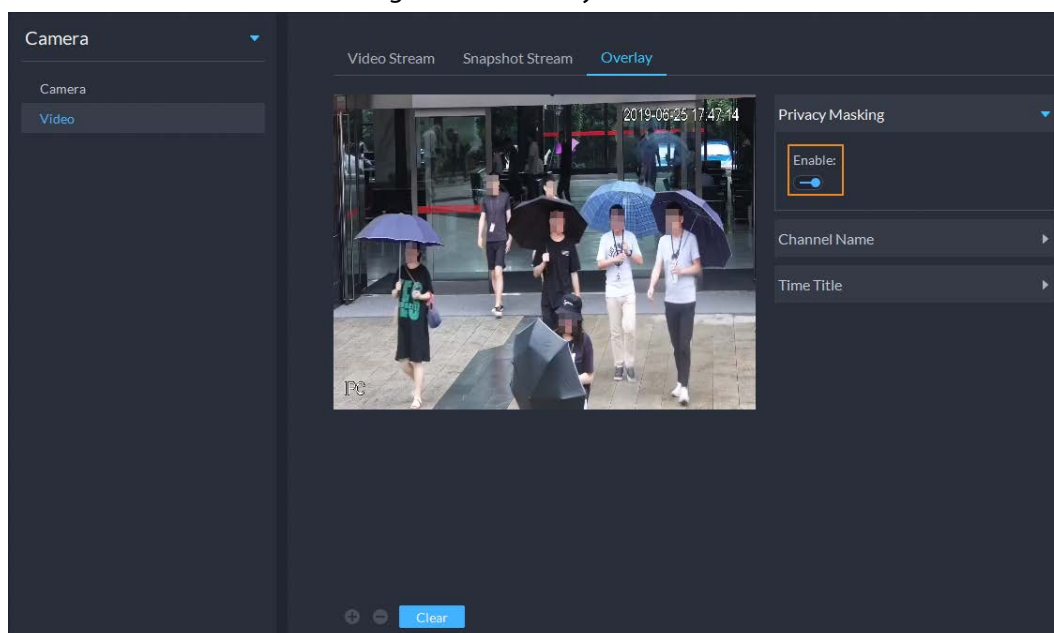 Camera
Camera
Video
Video Stream
Snapshot Stream
Overlay
2019-06-25 17:47:14
PC
Privacy Masking
Enable:
Channel Name
Time Title
Clear